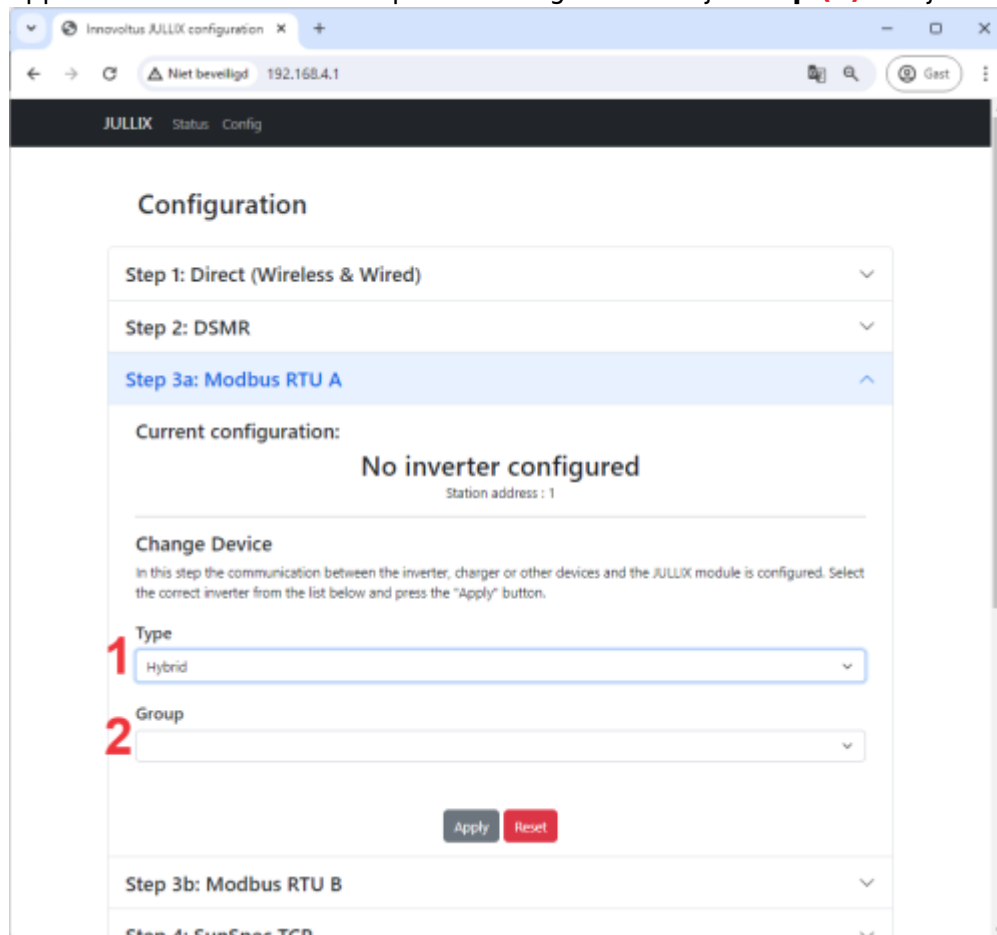 Innovoltus JULLIX configuration
Niet beveiligd 192.168.4.1 Gast
JULLIX Status Config
Configuration
Step 1: Direct (Wireless & Wired)
Step 2: DSMR
Step 3a: Modbus RTU A
Current configuration:
No inverter configured
Station address : 1
Change Device
In this step the communication between the inverter, charger or other devices and the JULLIX module is configured. Select
the correct inverter from the list below and press the "Apply" button.
Type
1 Hybrid
Group
2
Apply Reset
Step 3b: Modbus RTU B
Step 4: SunSpec TCP